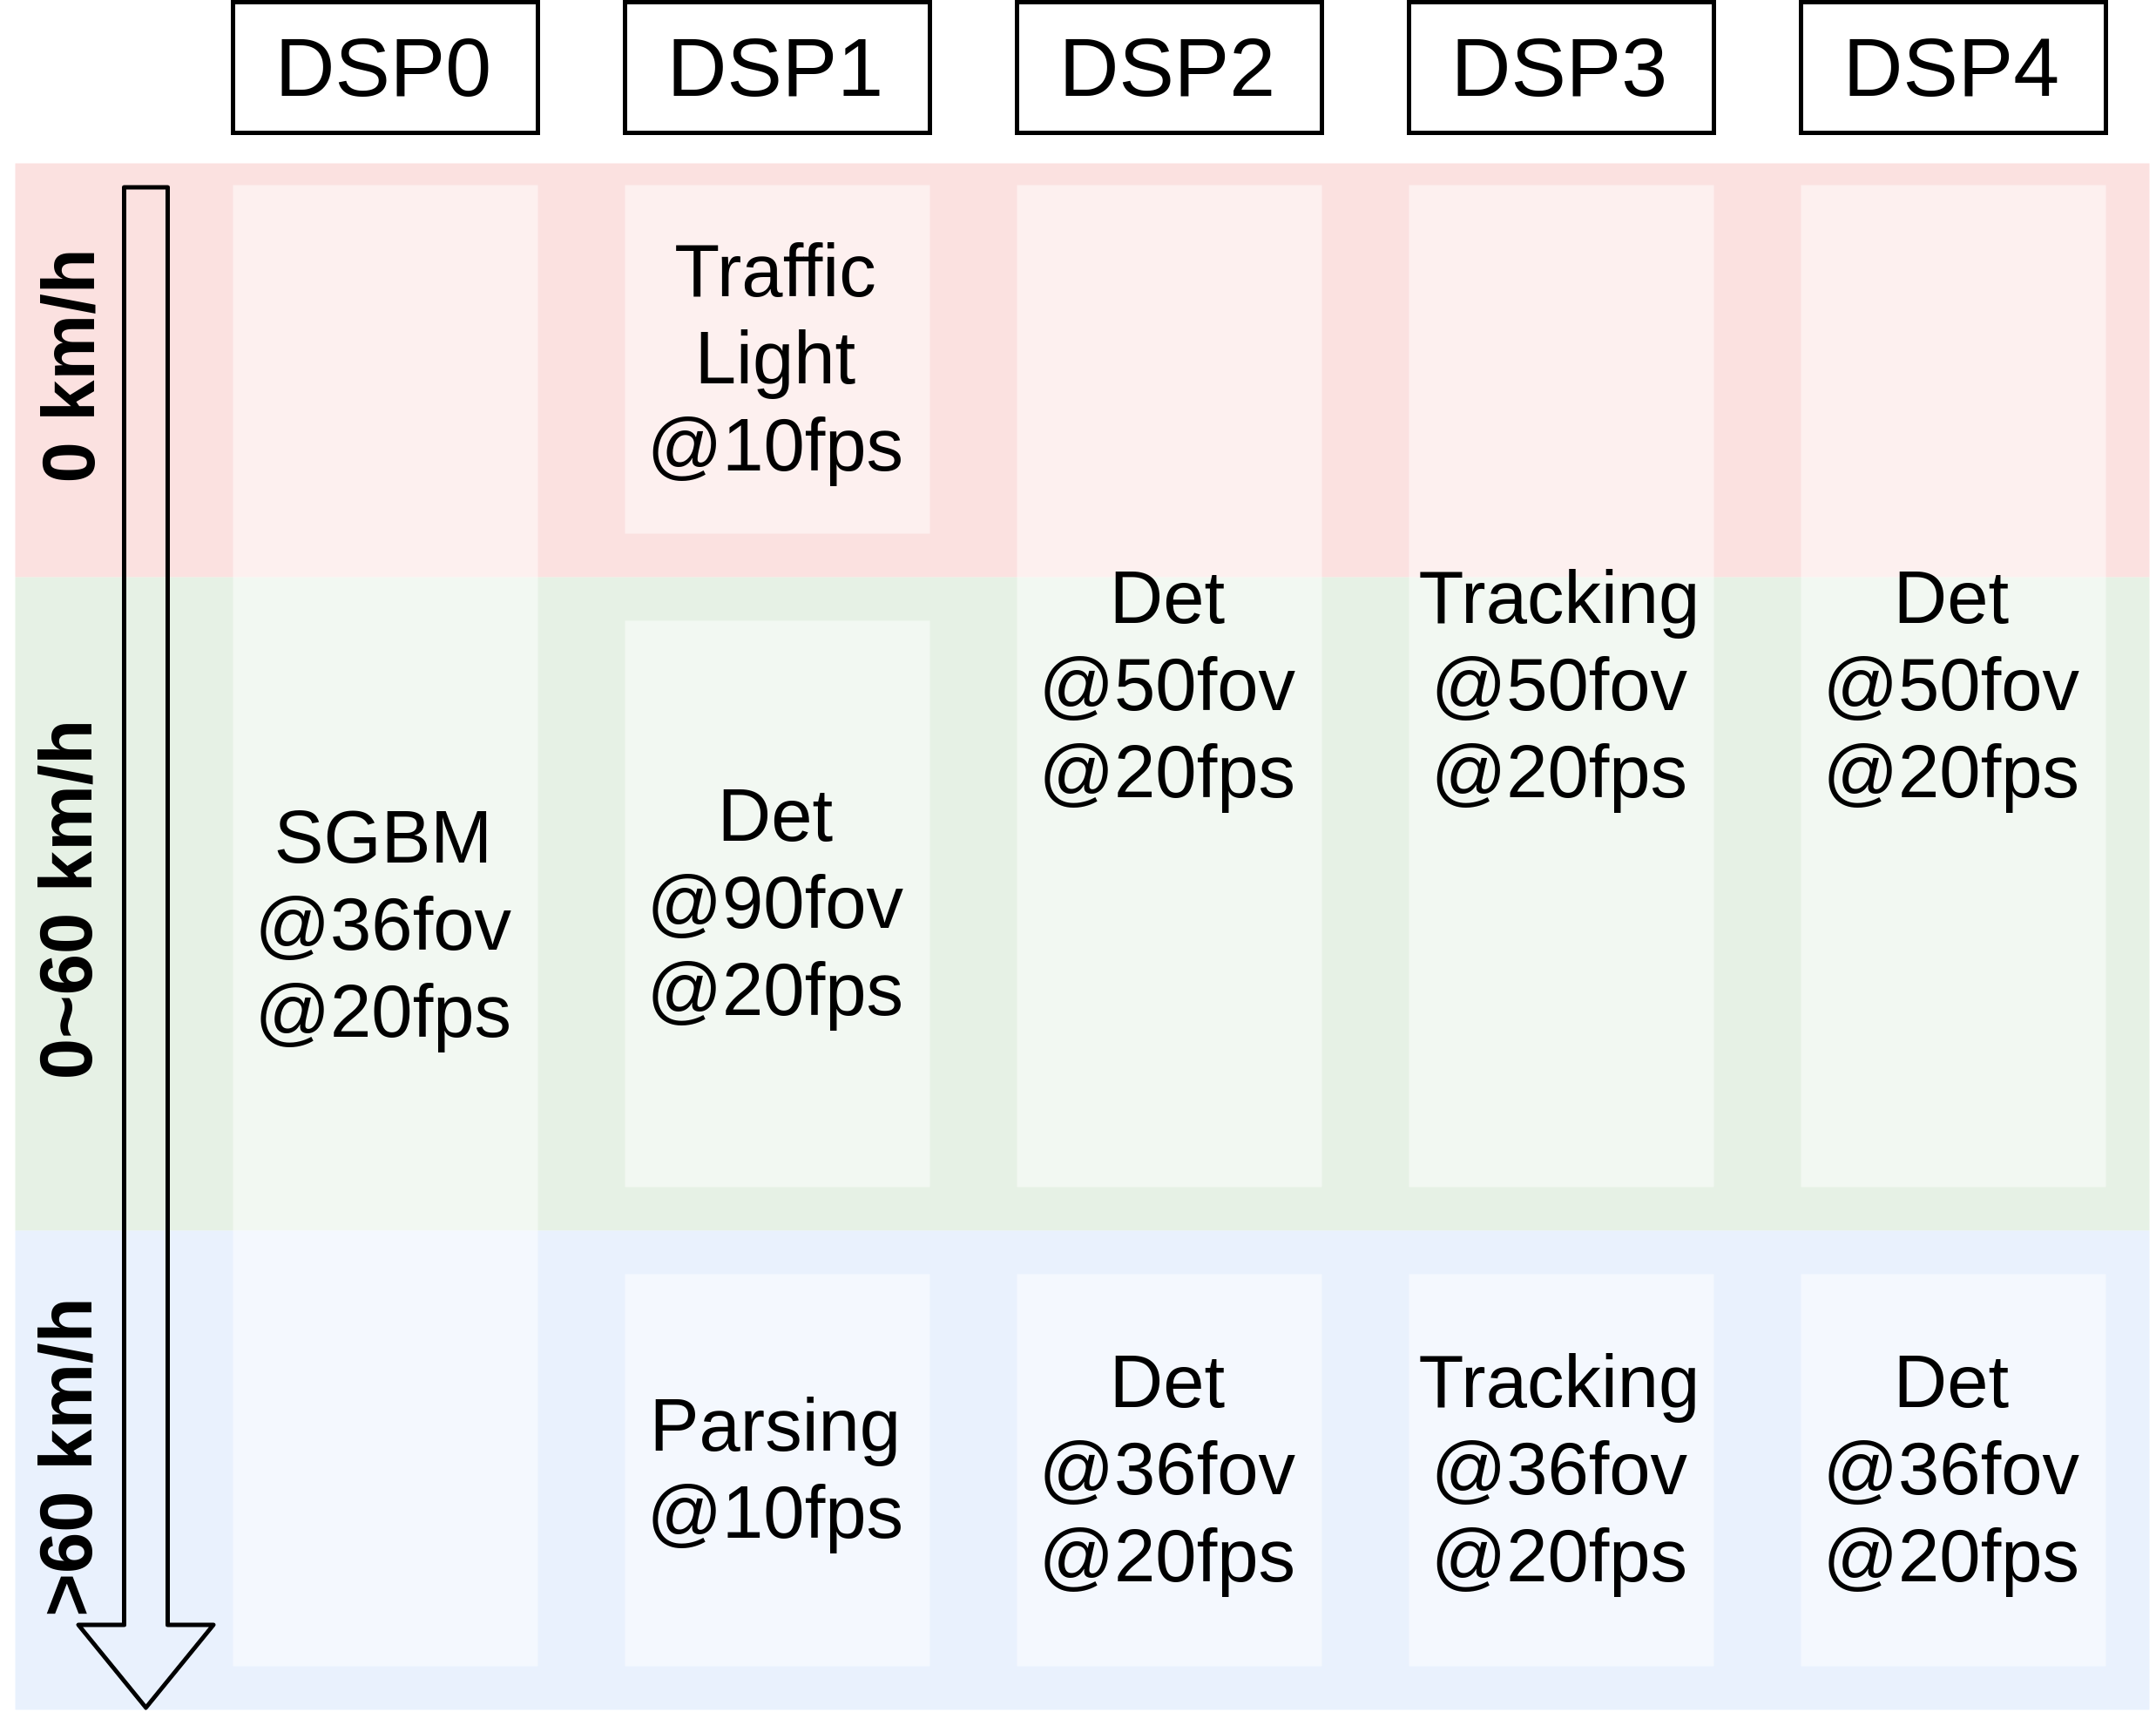 DSP0
DSP1
DSP2
DSP3
DSP4
0 km/h
0~60 km/h
>60 km/h
SGBM
@36fov
@20fps
Traffic
Light
@10fps
Det
@90fov
@20fps
Parsing
@10fps
Det
@50fov
@20fps
Det
@36fov
@20fps
Tracking
@50fov
@20fps
Tracking
@36fov
@20fps
Det
@50fov
@20fps
Det
@36fov
@20fps